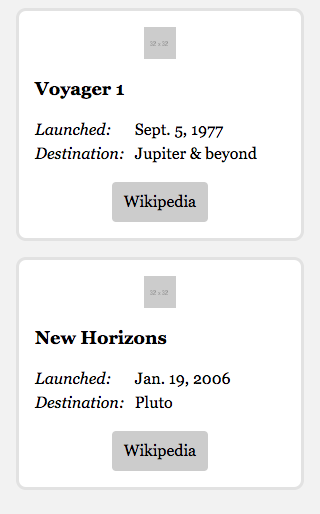 32 x 32
Voyager 1
Launched: Sept. 5, 1977
Destination: Jupiter & beyond
Wikipedia
32 x 32
New Horizons
Launched: Jan. 19, 2006
Destination: Pluto
Wikipedia